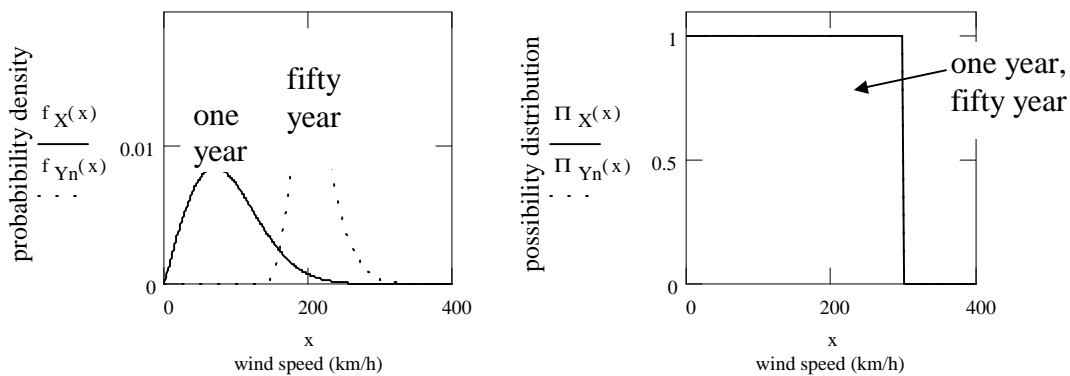 probabibility density
f X(x)
f Yn(x)
0.01
0
one
year
fifty
year
0
200
400
x
wind speed (km/h)
possibility distribution
Π X(x)
Π Yn(x)
1
0.5
0
one year,
fifty year
0
200
400
x
wind speed (km/h)